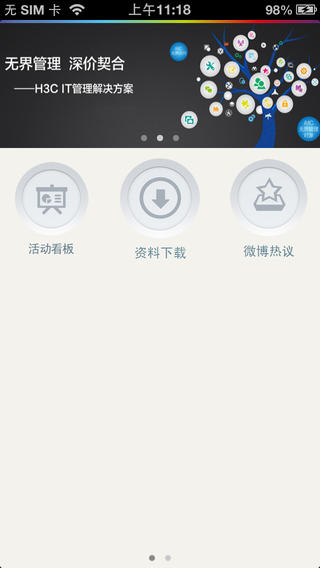 无 SIM 卡 上午11:18 98%
无界管理 深价契合
——H3C IT管理解决方案
活动看板
资料下载
微博热议